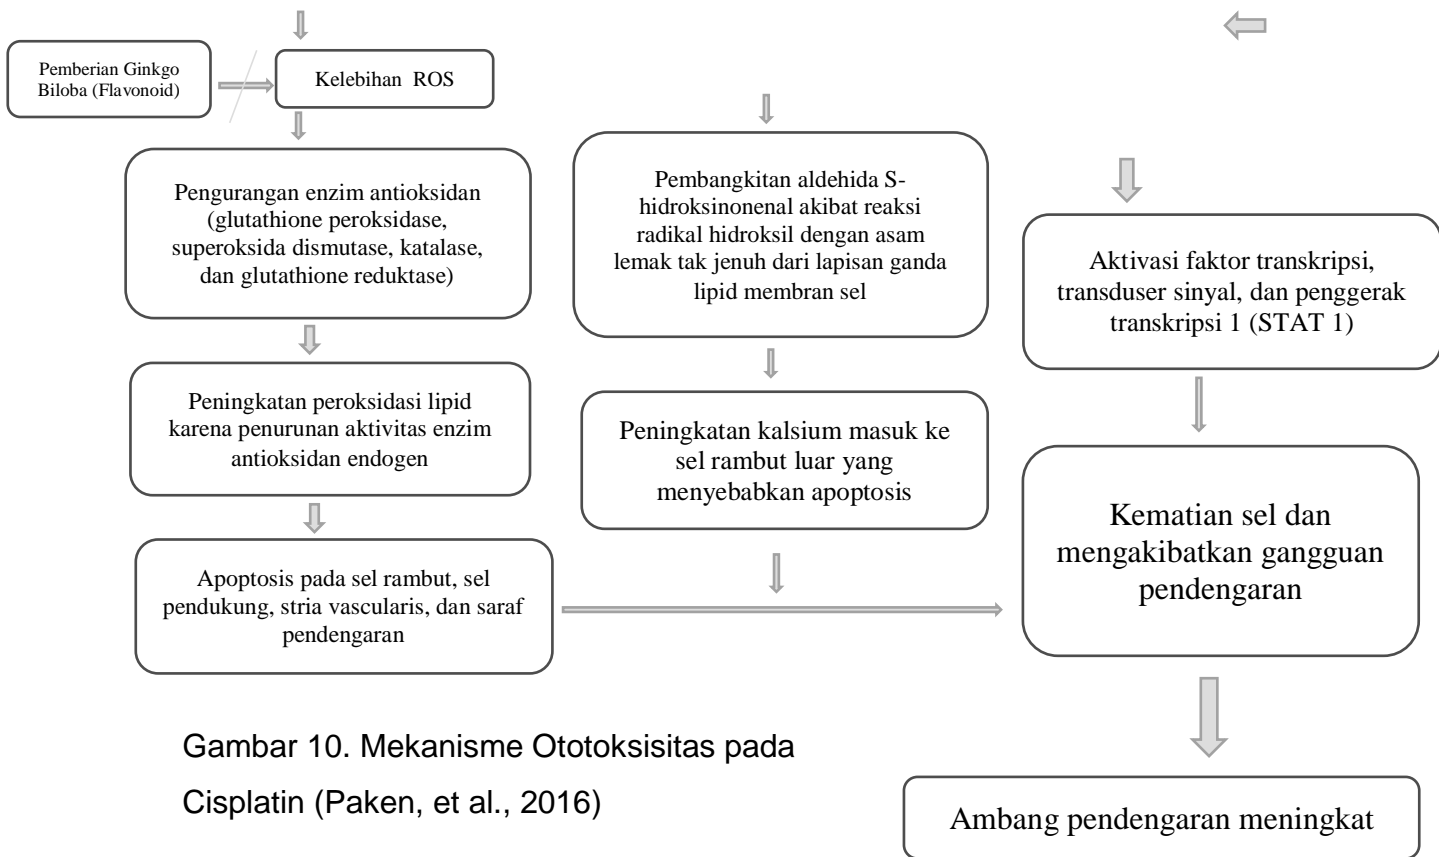 Pemberian Ginkgo
Biloba (Flavonoid)
Kelebihan ROS
Pengurangan enzim antioksidan
(glutathione peroksidase,
superoksida dismutase, katalase,
dan glutathione reduktase)
Peningkatan peroksidasi lipid
karena penurunan aktivitas enzim
antioksidan endogen
Apoptosis pada sel rambut, sel
pendukung, stria vascularis, dan saraf
pendengaran
Pembangkitan aldehida S-
hidroksinonenal akibat reaksi
radikal hidroksil dengan asam
lemak tak jenuh dari lapisan ganda
lipid membran sel
Peningkatan kalsium masuk ke
sel rambut luar yang
menyebabkan apoptosis
Aktivasi faktor transkripsi,
transduser sinyal, dan penggerak
transkripsi 1 (STAT 1)
Kematian sel dan
mengakibatkan gangguan
pendengaran
Ambang pendengaran meningkat
Gambar 10. Mekanisme Ototoksisitas pada
Cisplatin (Paken, et al., 2016)